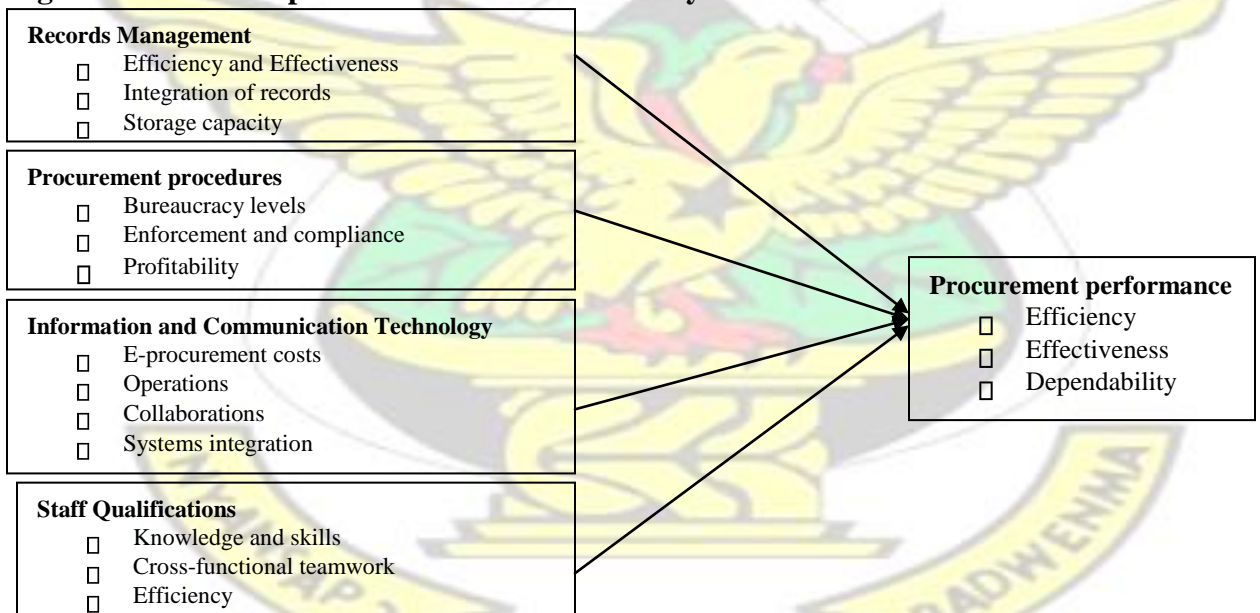 Records Management
Efficiency and Effectiveness
Integration of records
Storage capacity
Procurement procedures
Bureaucracy levels
Enforcement and compliance
Profitability
Information and Communication Technology
E-procurement costs
Operations
Collaborations
Systems integration
Staff Qualifications
Knowledge and skills
Cross-functional teamwork
Efficiency
Procurement performance
Efficiency
Effectiveness
Dependability